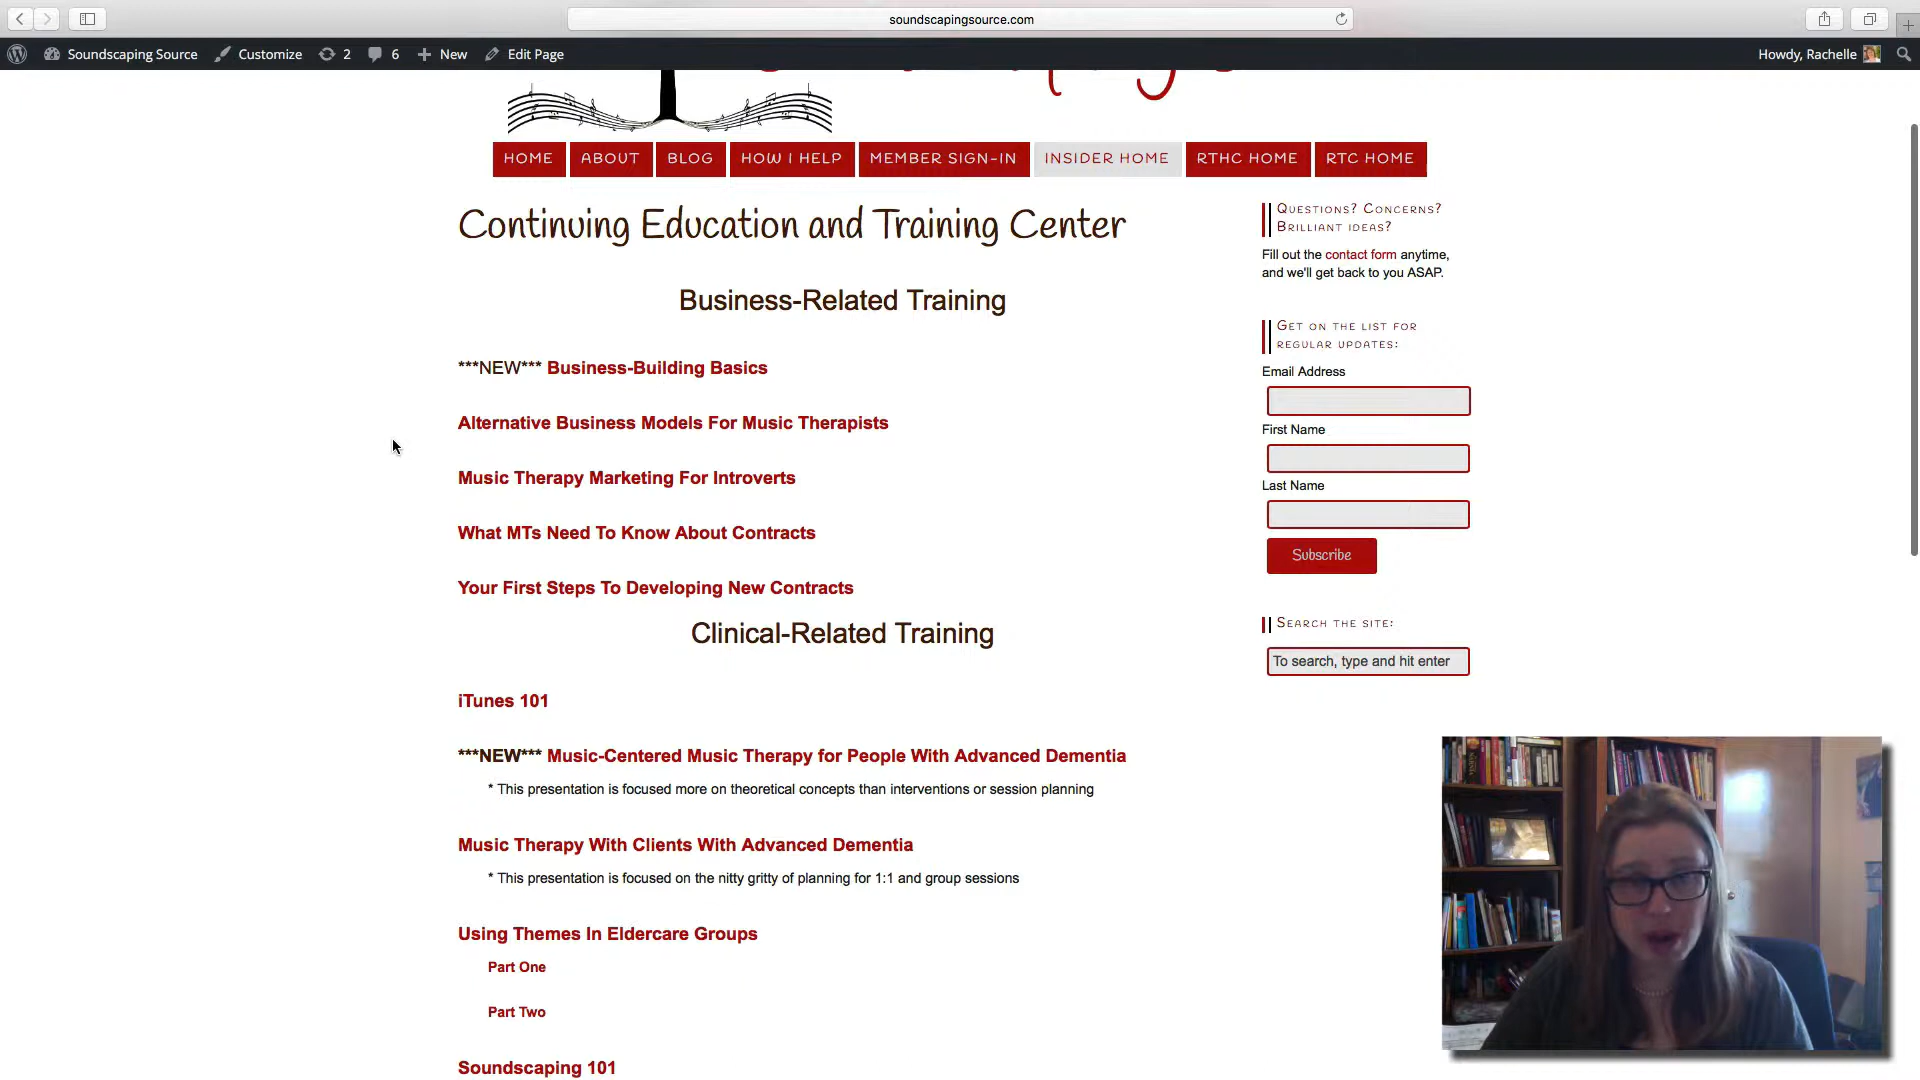 soundscapingsource.com
Soundscaping Source Customize 2 6 New Edit Page Howdy, Rachelle
HOME ABOUT BLOG HOW I HELP MEMBER SIGN-IN INSIDER HOME RTHC HOME RTC HOME
Continuing Education and Training Center
Business-Related Training
***NEW*** Business-Building Basics
Alternative Business Models For Music Therapists
Music Therapy Marketing For Introverts
What MTs Need To Know About Contracts
Your First Steps To Developing New Contracts
Clinical-Related Training
iTunes 101
***NEW*** Music-Centered Music Therapy for People With Advanced Dementia
* This presentation is focused more on theoretical concepts than interventions or session planning
Music Therapy With Clients With Advanced Dementia
* This presentation is focused on the nitty gritty of planning for 1:1 and group sessions
Using Themes In Eldercare Groups
Part One
Part Two
Soundscaping 101
Questions? Concerns?
Brilliant ideas?
Fill out the contact form anytime,
and we'll get back to you ASAP.
Get on the list for
regular updates:
Email Address
First Name
Last Name
Subscribe
Search the site:
To search, type and hit enter